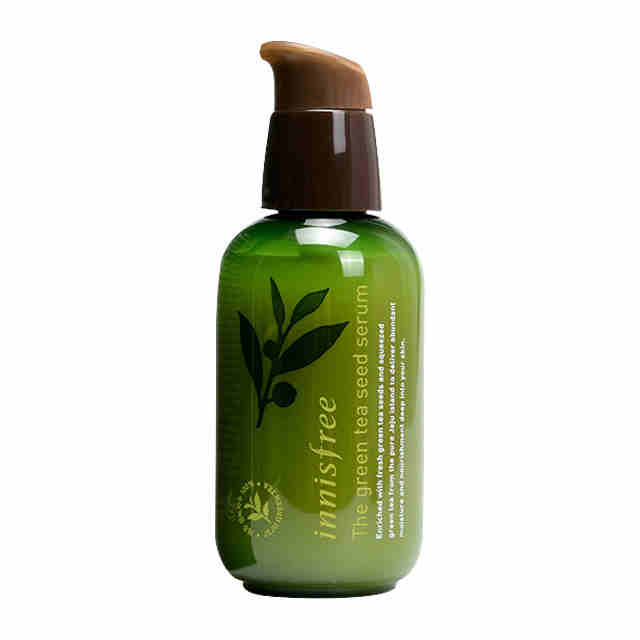 innisfree
The green tea seed serum
Enriched with fresh green tea seeds and squeezed
green tea from the pure Jeju island to deliver abundant
moisture and nourishment deep into your skin.